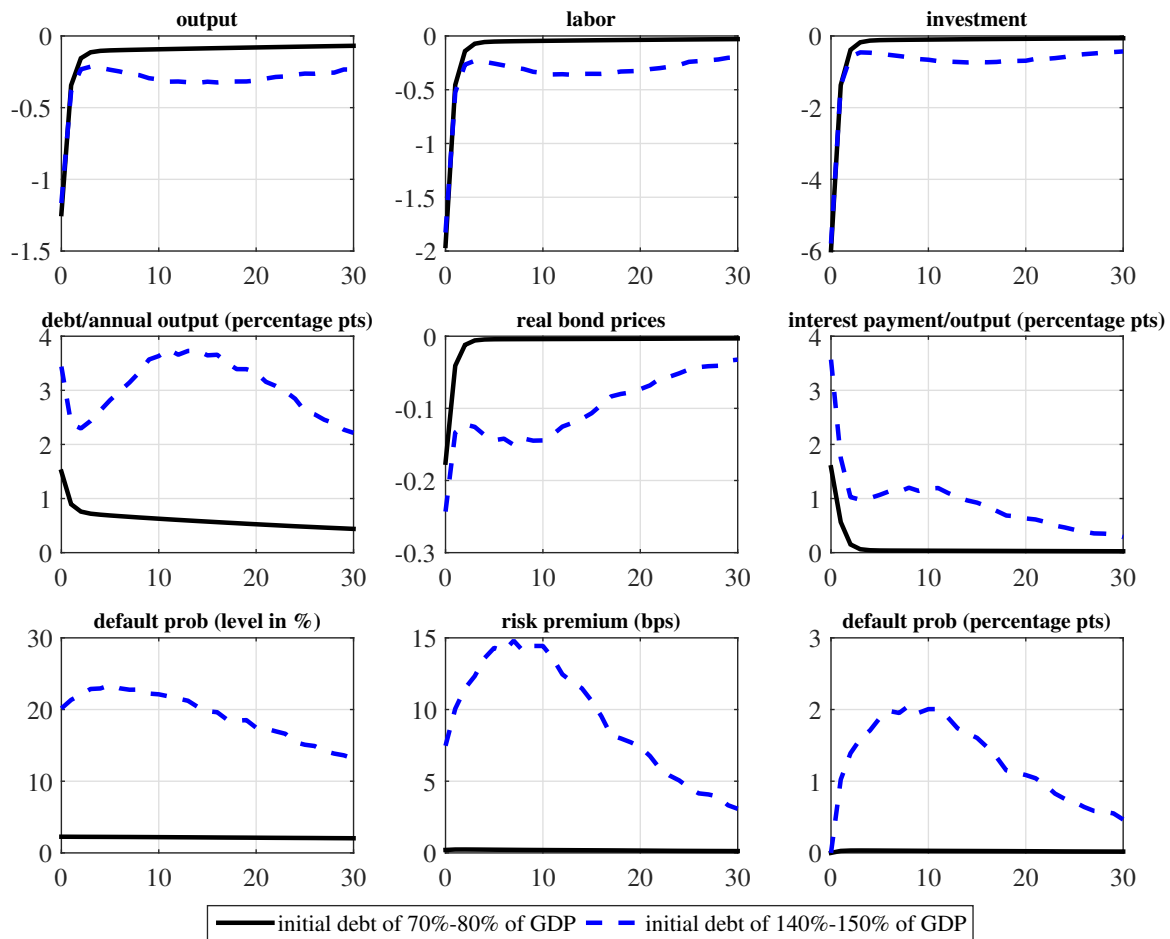 output
labor
investment
0
-0.5
-1
-1.5
0 10 20 30
0
-0.5
-1
-1.5
-2
0 10 20 30
0
-2
-4
-6
0 10 20 30
debt/annual output (percentage pts)
real bond prices
interest payment/output (percentage pts)
4
3
2
1
0
0 10 20 30
0
-0.1
-0.2
-0.3
0 10 20 30
4
3
2
1
0
0 10 20 30
default prob (level in %)
risk premium (bps)
default prob (percentage pts)
30
20
10
0
0 10 20 30
15
10
5
0
0 10 20 30
3
2
1
0
0 10 20 30
initial debt of 70%-80% of GDP
initial debt of 140%-150% of GDP